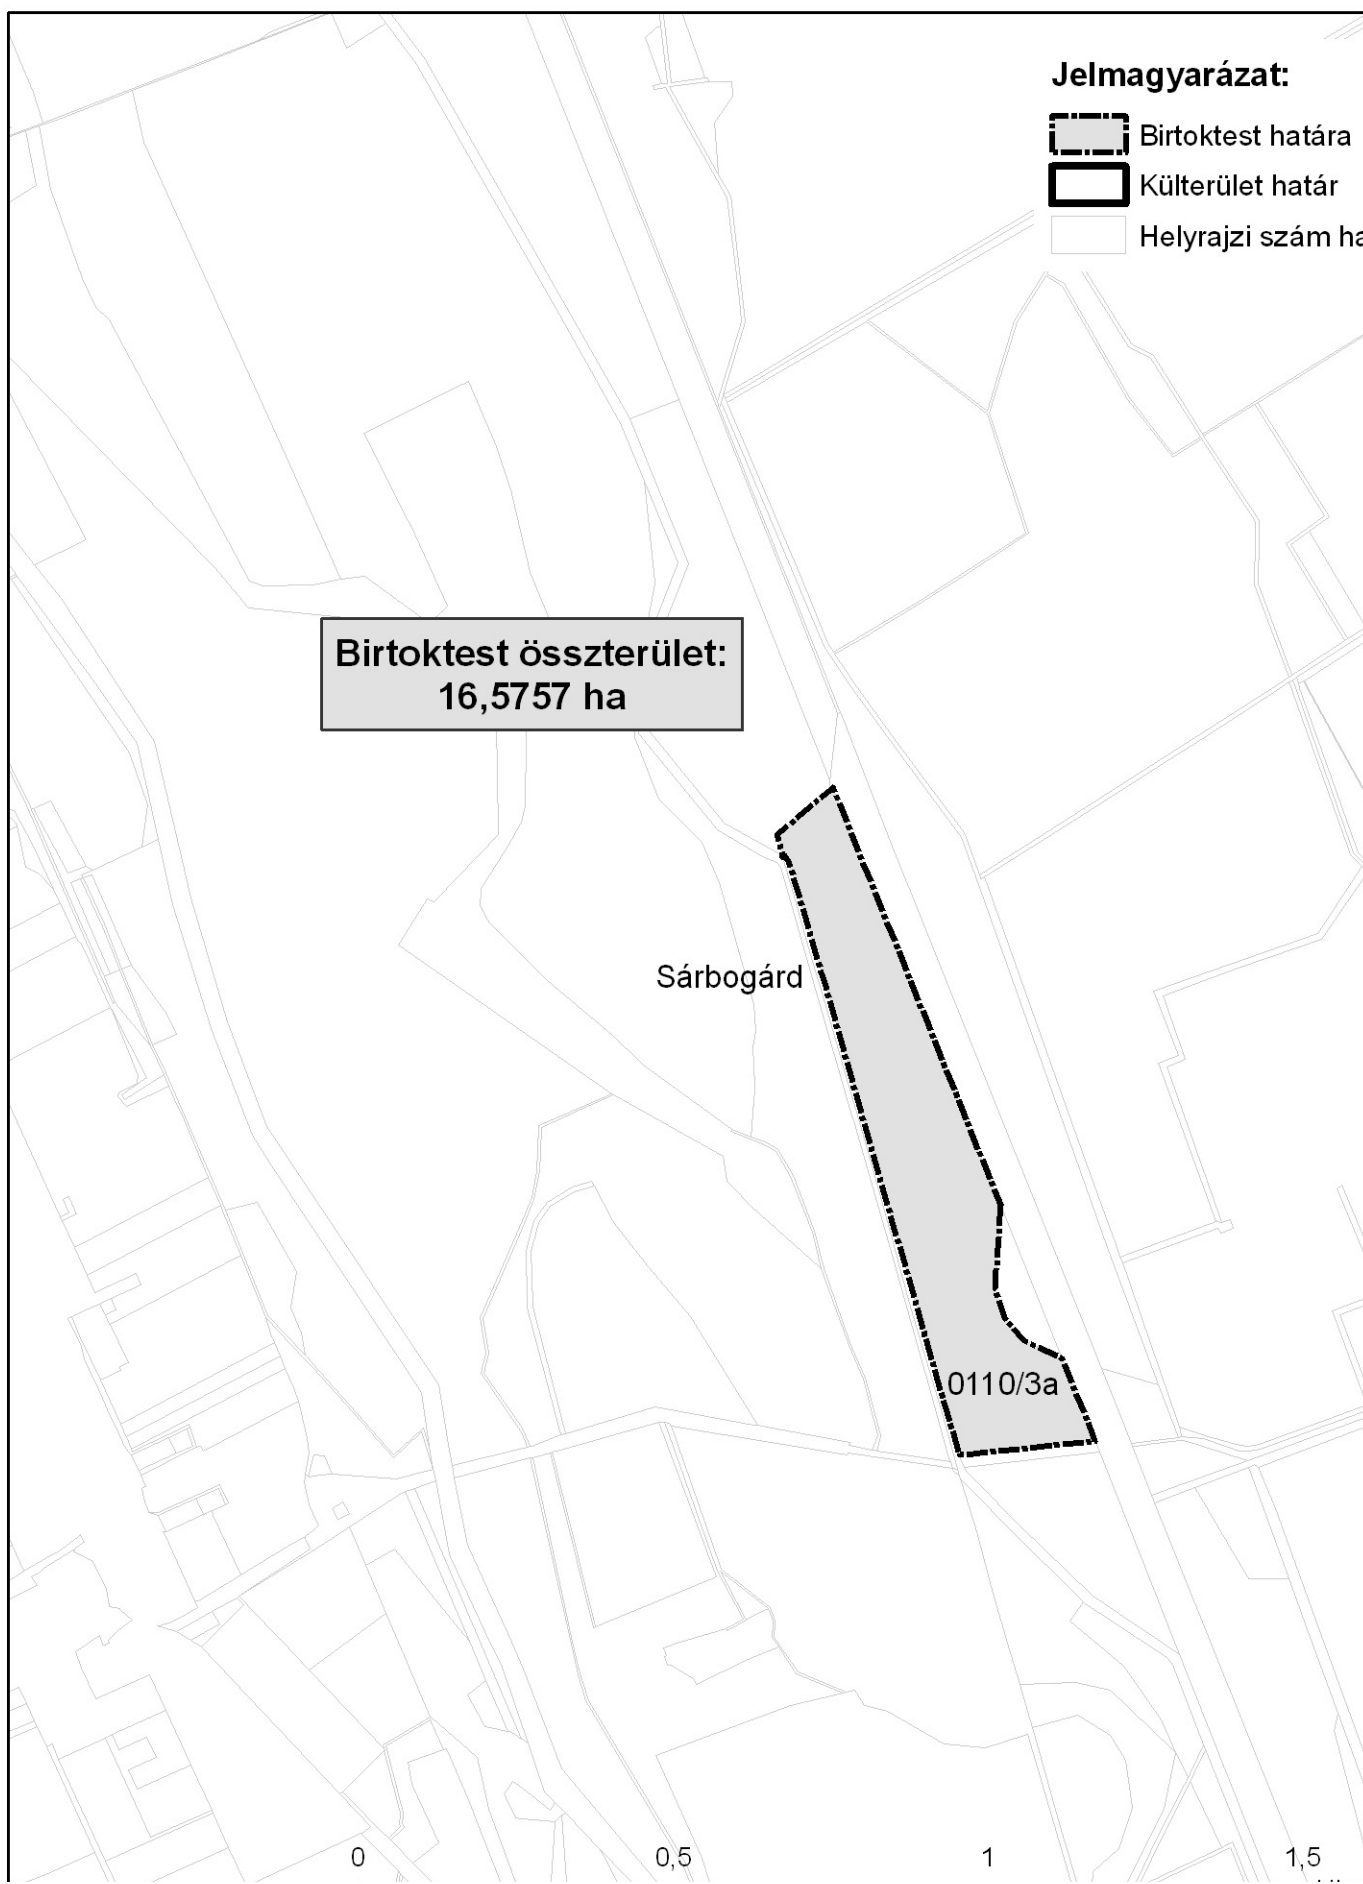 Jelmagyarázat:
Birtoktest határa
Külterület határ
Helyrajzi szám ha
Birtoktest összterület:
16,5757 ha
Sárbogárd
0110/3a
0 0,5 1 1,5